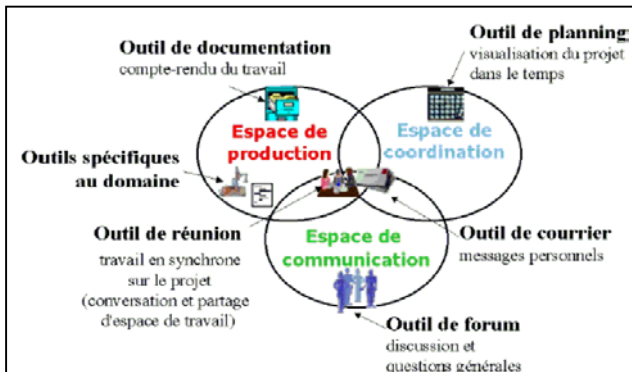 Outil de documentation
compte-rendu du travail
Outil de planning
visualisation du projet
dans le temps
Espace de
production
Espace de
coordination
Outils spécifiques
au domaine
Outil de réunion
travail en synchrone
sur le projet
(conversation et partage
d'espace de travail)
Espace de
communication
Outil de courrier
messages personnels
Outil de forum
discussion et
questions générales